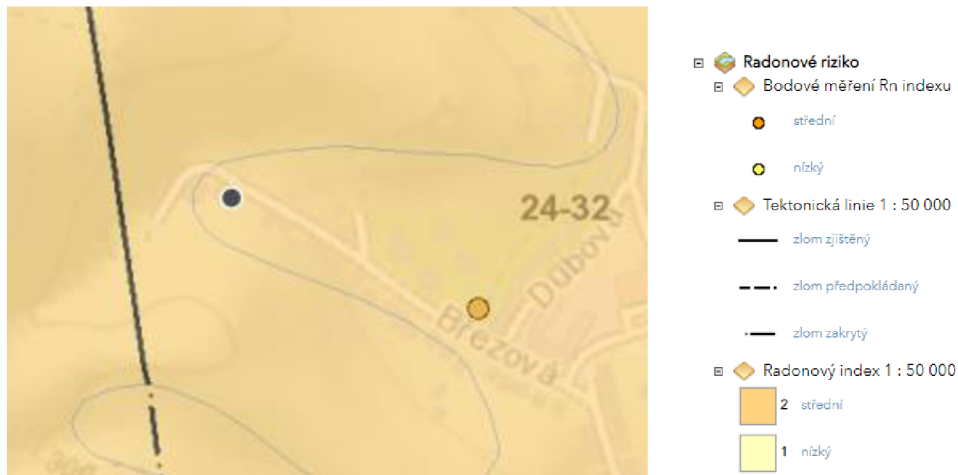 24-32
Dubová
Březová
300
Radonové riziko
Bodové měření Rn indexu
střední
nízký
Tektonická linie 1 : 50 000
zlom zjištěný
zlom předpokládaný
zlom zakrytý
Radonový index 1 : 50 000
2 střední
1 nízký